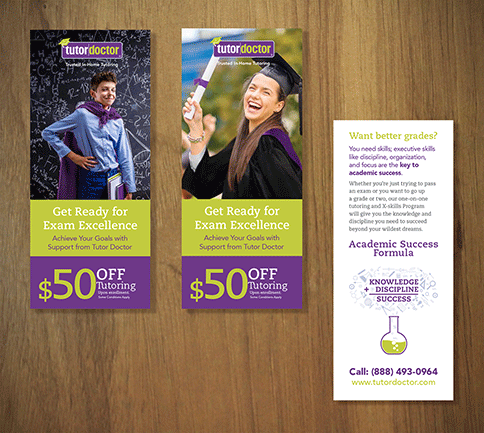 tutordoctor
Trusted In-Home Tutoring
Get Ready for
Exam Excellence
Achieve Your Goals with
Support from Tutor Doctor
$50 OFF
Tutoring
Upon enrollment.
Some Conditions Apply
tutordoctor
Trusted In-Home Tutoring
Get Ready for
Exam Excellence
Achieve Your Goals with
Support from Tutor Doctor
$50 OFF
Tutoring
Upon enrollment.
Some Conditions Apply
Want better grades?
You need skills; executive skills
like discipline, organization,
and focus are the key to
academic success.
Whether you're just trying to pass
an exam or you want to go up
a grade or two, our one-on-one
tutoring and X-skills Program
will give you the knowledge and
discipline you need to succeed
beyond your wildest dreams.
Academic Success
Formula
KNOWLEDGE
+ DISCIPLINE
SUCCESS
Call: (888) 493-0964
www.tutordoctor.com